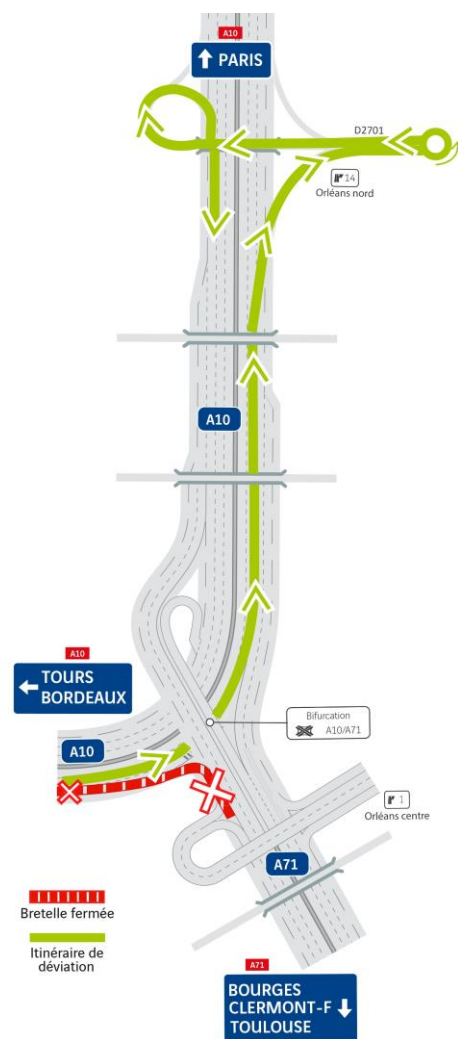 A10
PARIS
D2701
14
Orléans nord
A10
A10
TOURS
BORDEAUX
Bifurcation
A10/A71
A10
1
Orléans centre
A71
Bretelle fermée
Itinéraire de
déviation
A71
BOURGES
CLERMONT-F
TOULOUSE